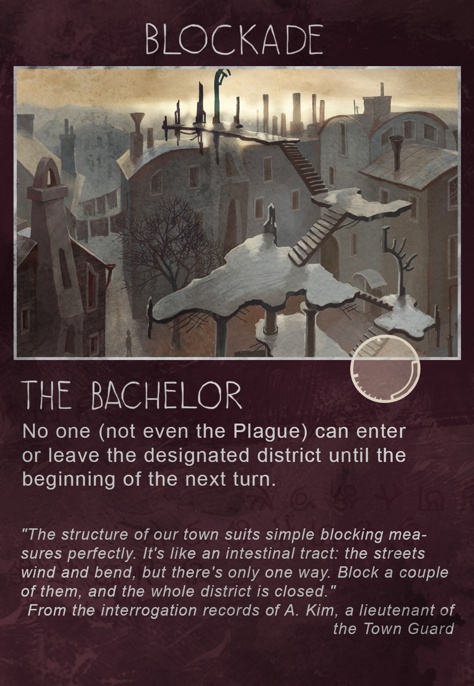 BLOCKADE
THE BACHELOR
No one (not even the Plague) can enter
or leave the designated district until the
beginning of the next turn.
"The structure of our town suits simple blocking mea-
sures perfectly. It's like an intestinal tract: the streets
wind and bend, but there's only one way. Block a couple
of them, and the whole district is closed."
From the interrogation records of A. Kim, a lieutenant of
the Town Guard